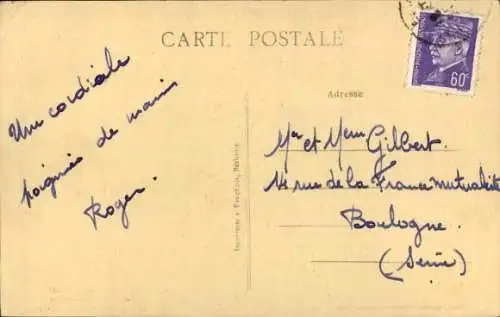 CARTE POSTALE
Adresse
60c
Une cordiale
poignée de mains
Roger.
Mr et Mme Gilbert.
14 rue de la France mutualiste
Boulogne.
(Seine)